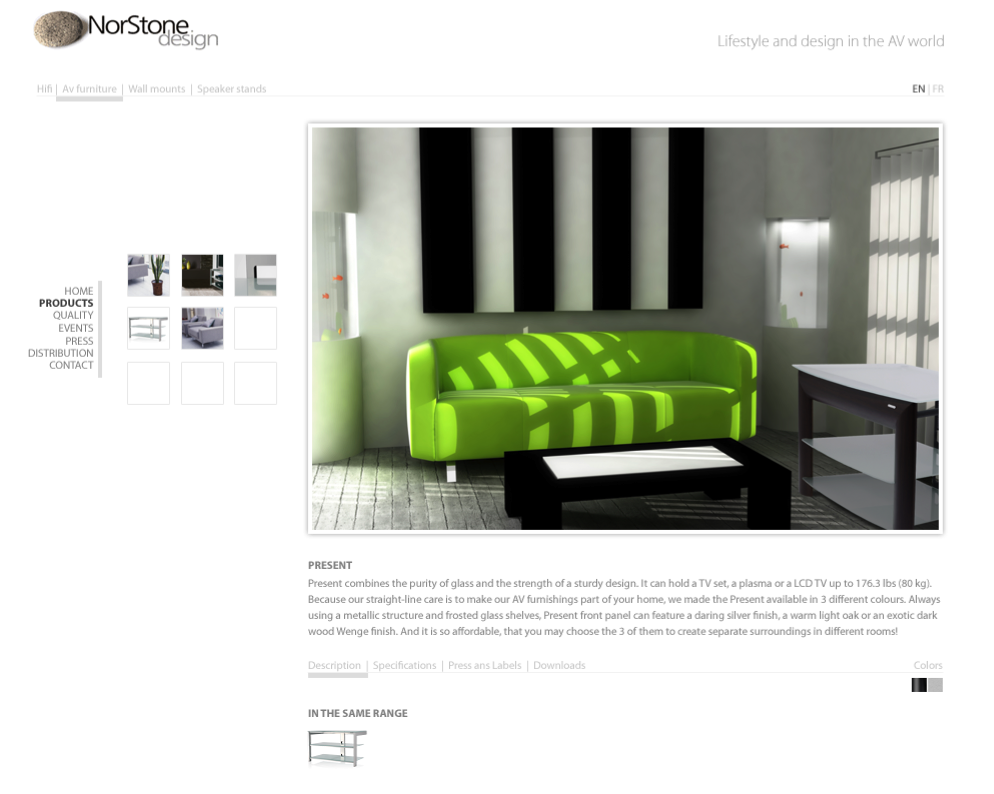 NorStone
design
Lifestyle and design in the AV world
Hifi | Av furniture | Wall mounts | Speaker stands
EN | FR
HOME
PRODUCTS
QUALITY
EVENTS
PRESS
DISTRIBUTION
CONTACT
PRESENT
Present combines the purity of glass and the strength of a sturdy design. It can hold a TV set, a plasma or a LCD TV up to 176.3 lbs (80 kg).
Because our straight-line care is to make our AV furnishings part of your home, we made the Present available in 3 different colours. Always
using a metallic structure and frosted glass shelves, Present front panel can feature a daring silver finish, a warm light oak or an exotic dark
wood Wenge finish. And it is so affordable, that you may choose the 3 of them to create separate surroundings in different rooms!
Description | Specifications | Press ans Labels | Downloads
Colors
IN THE SAME RANGE